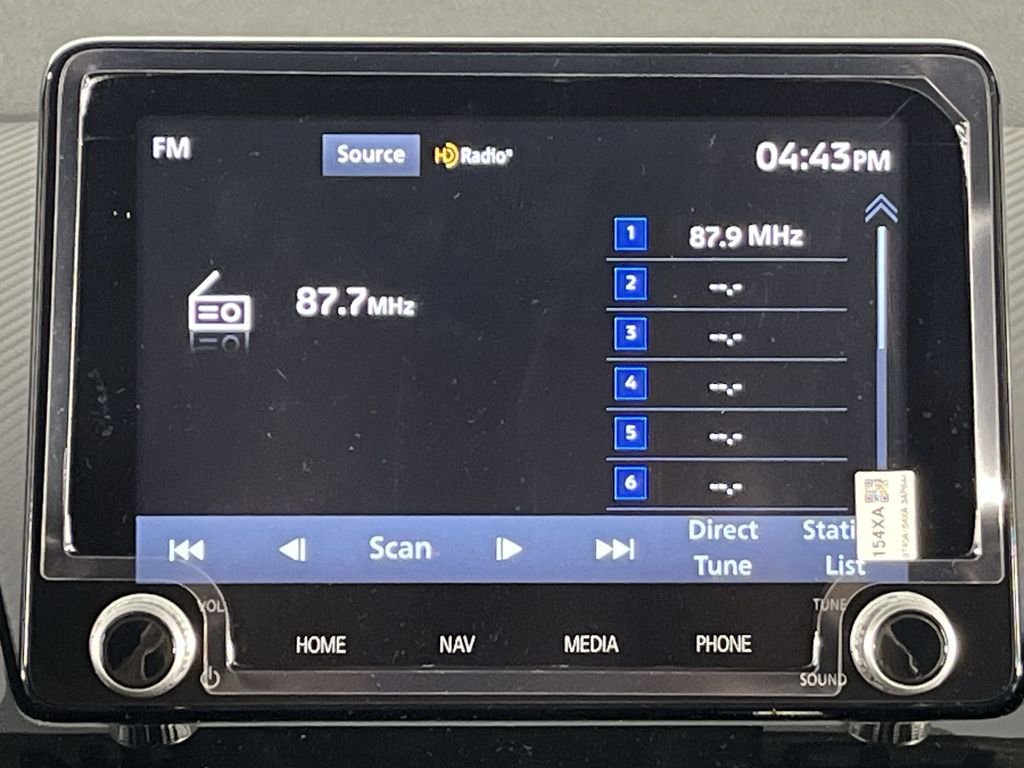 FM
Source
HD Radio
04:43PM
87.7MHz
1 87.9 MHz
2 --.-
3 --.-
4 --.-
5 --.-
6 --.-
Scan
Direct
Tune
Stati
List
154XA
VOL
TUNE
HOME
NAV
MEDIA
PHONE
SOUND